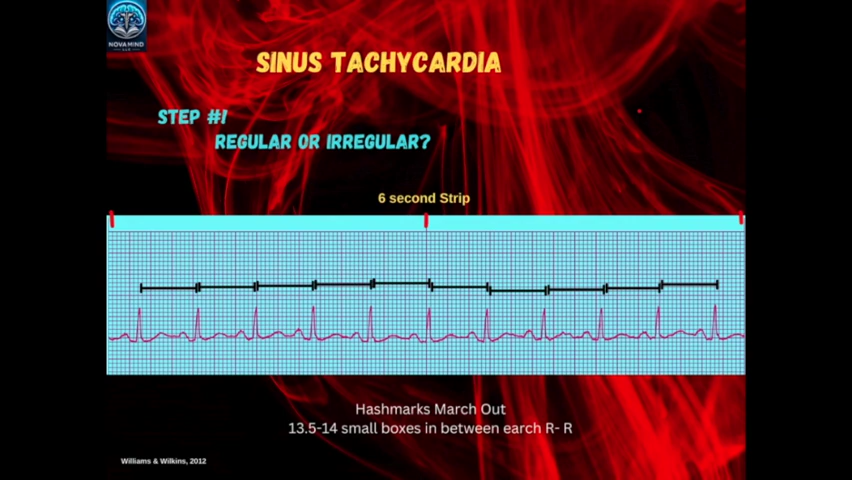 NOVAMIND
SINUS TACHYCARDIA
STEP #1
REGULAR OR IRREGULAR?
6 second Strip
Hashmarks March Out
13.5-14 small boxes in between earch R- R
Williams & Wilkins, 2012